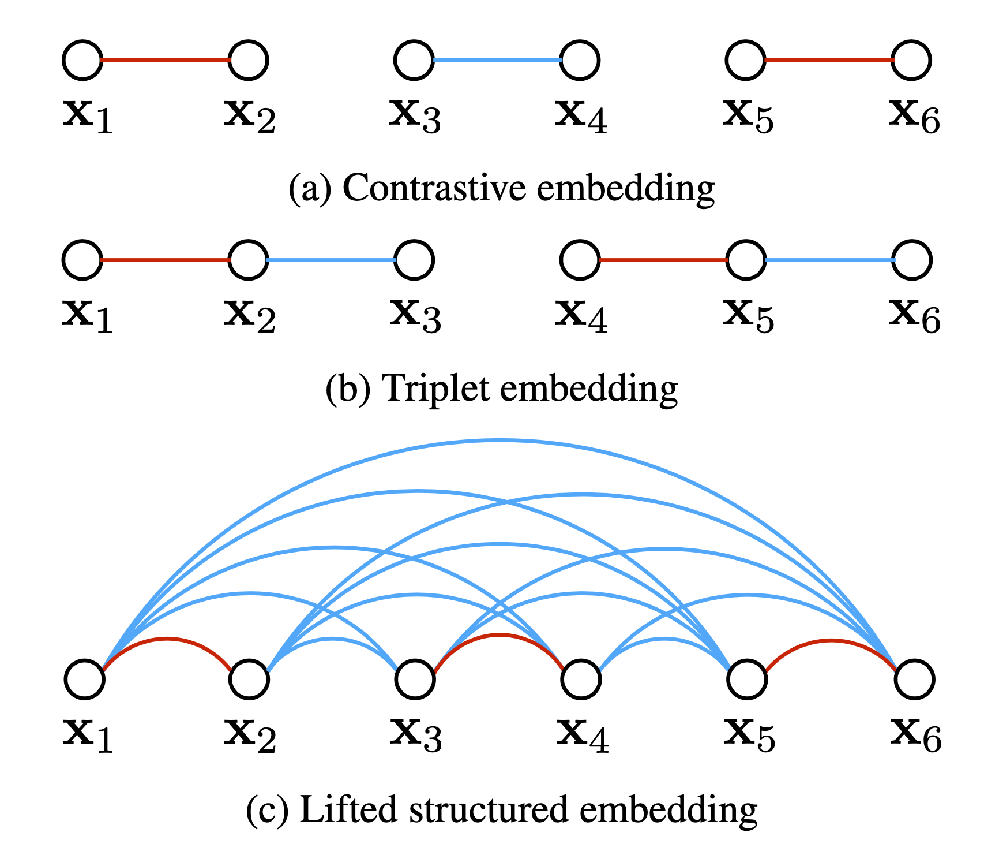 x₁ x₂ x₃ x₄ x₅ x₆
(a) Contrastive embedding
x₁ x₂ x₃ x₄ x₅ x₆
(b) Triplet embedding
x₁ x₂ x₃ x₄ x₅ x₆
(c) Lifted structured embedding